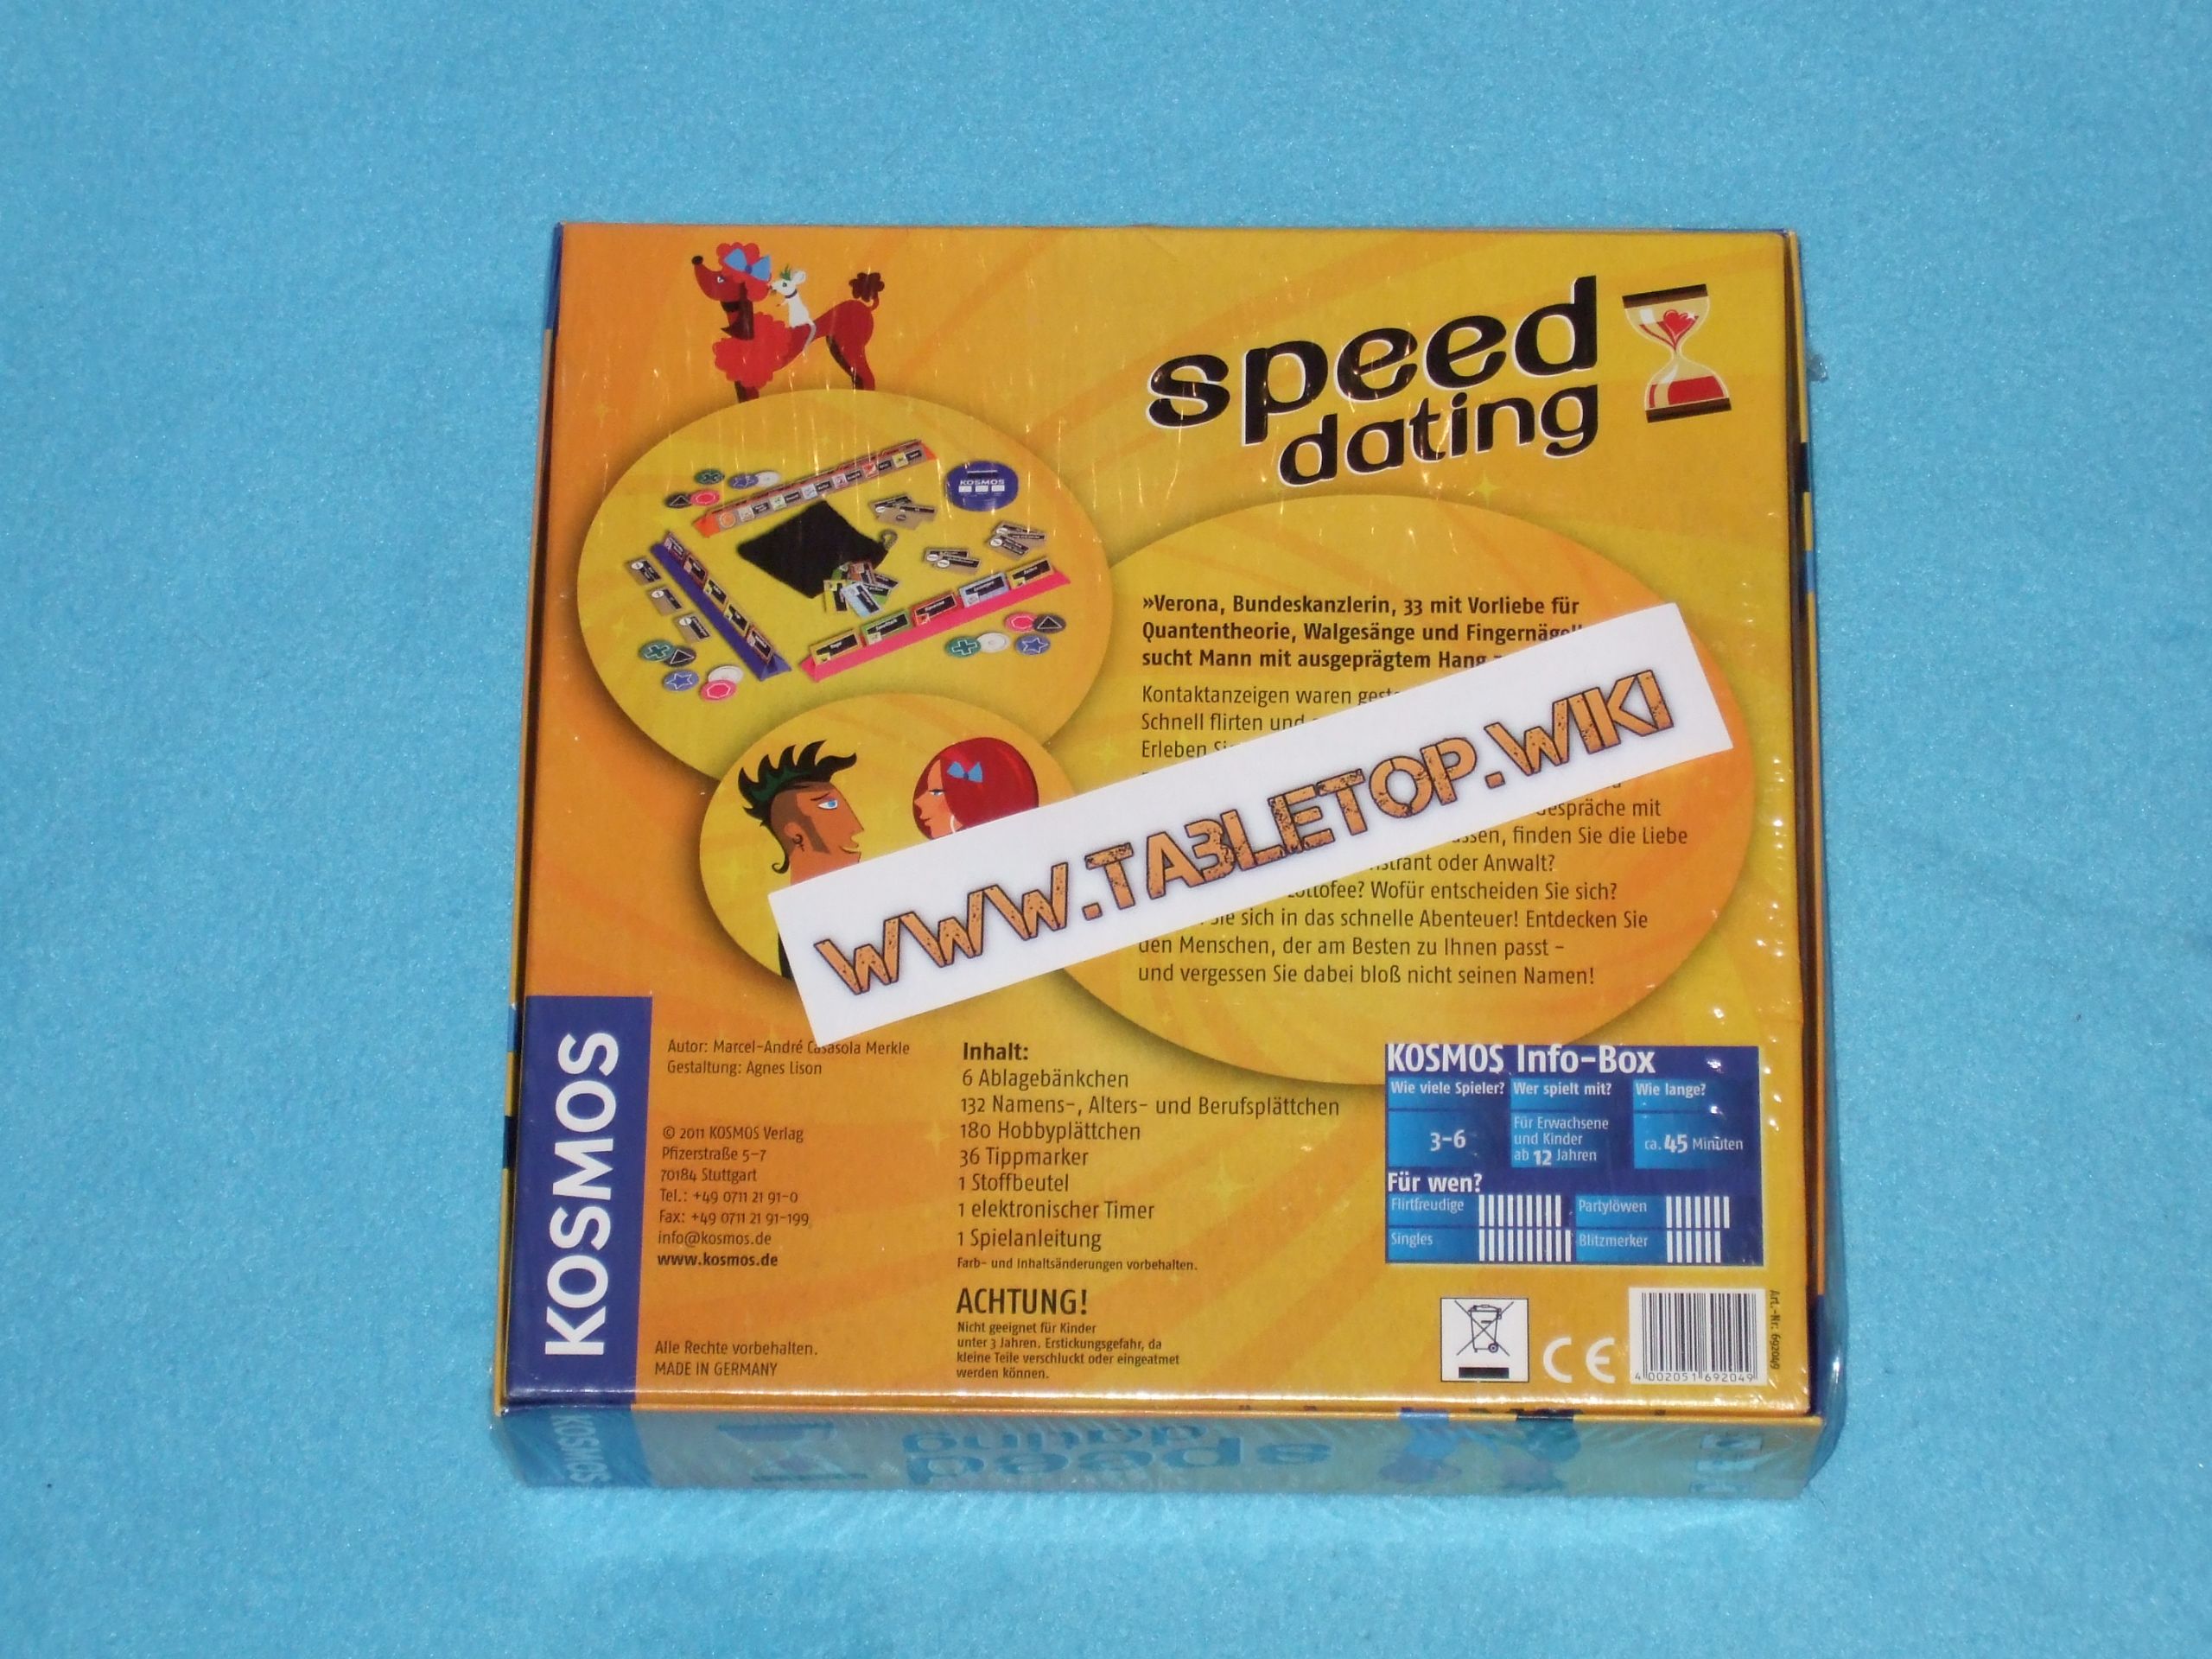 speed
dating
KOSMOS
»Verona, Bundeskanzlerin, 33 mit Vorliebe für
Quantentheorie, Walgesänge und
sucht Mann mit ausgeprägtem Hang
Kontaktanzeigen waren
Schnell flirten und
Erleben
mit
finden Sie die Liebe
oder Anwalt?
Wofür entscheiden Sie sich?
sich in das schnelle Abenteuer! Entdecken Sie
den Menschen, der am Besten zu Ihnen passt –
und vergessen Sie dabei bloß nicht seinen Namen!
WWW.TABLETOP.WIKI
KOSMOS
Autor: Marcel-André Casasola Merkle
Gestaltung: Agnes Lison
© 2011 KOSMOS Verlag
Pfizerstraße 5–7
70184 Stuttgart
Tel.: +49 0711 21 91-0
Fax: +49 0711 21 91-199
info@kosmos.de
www.kosmos.de
Alle Rechte vorbehalten.
MADE IN GERMANY
Inhalt:
6 Ablagebänkchen
132 Namens-, Alters- und Berufsplättchen
180 Hobbyplättchen
36 Tippmarker
1 Stoffbeutel
1 elektronischer Timer
1 Spielanleitung
Farb- und Inhaltsänderungen vorbehalten.
ACHTUNG!
Nicht geeignet für Kinder
unter 3 Jahren. Erstickungsgefahr, da
kleine Teile verschluckt oder eingeatmet
werden können.
KOSMOS Info-Box
Wie viele Spieler? Wer spielt mit? Wie lange?
3-6
Für Erwachsene
und Kinder
ab 12 Jahren
ca. 45 Minuten
Für wen?
Flirtfreudige
Partylöwen
Singles
Blitzmerker
CE
4 002051 692049
Art.-Nr. 692049
KOSMOS
speed
dating